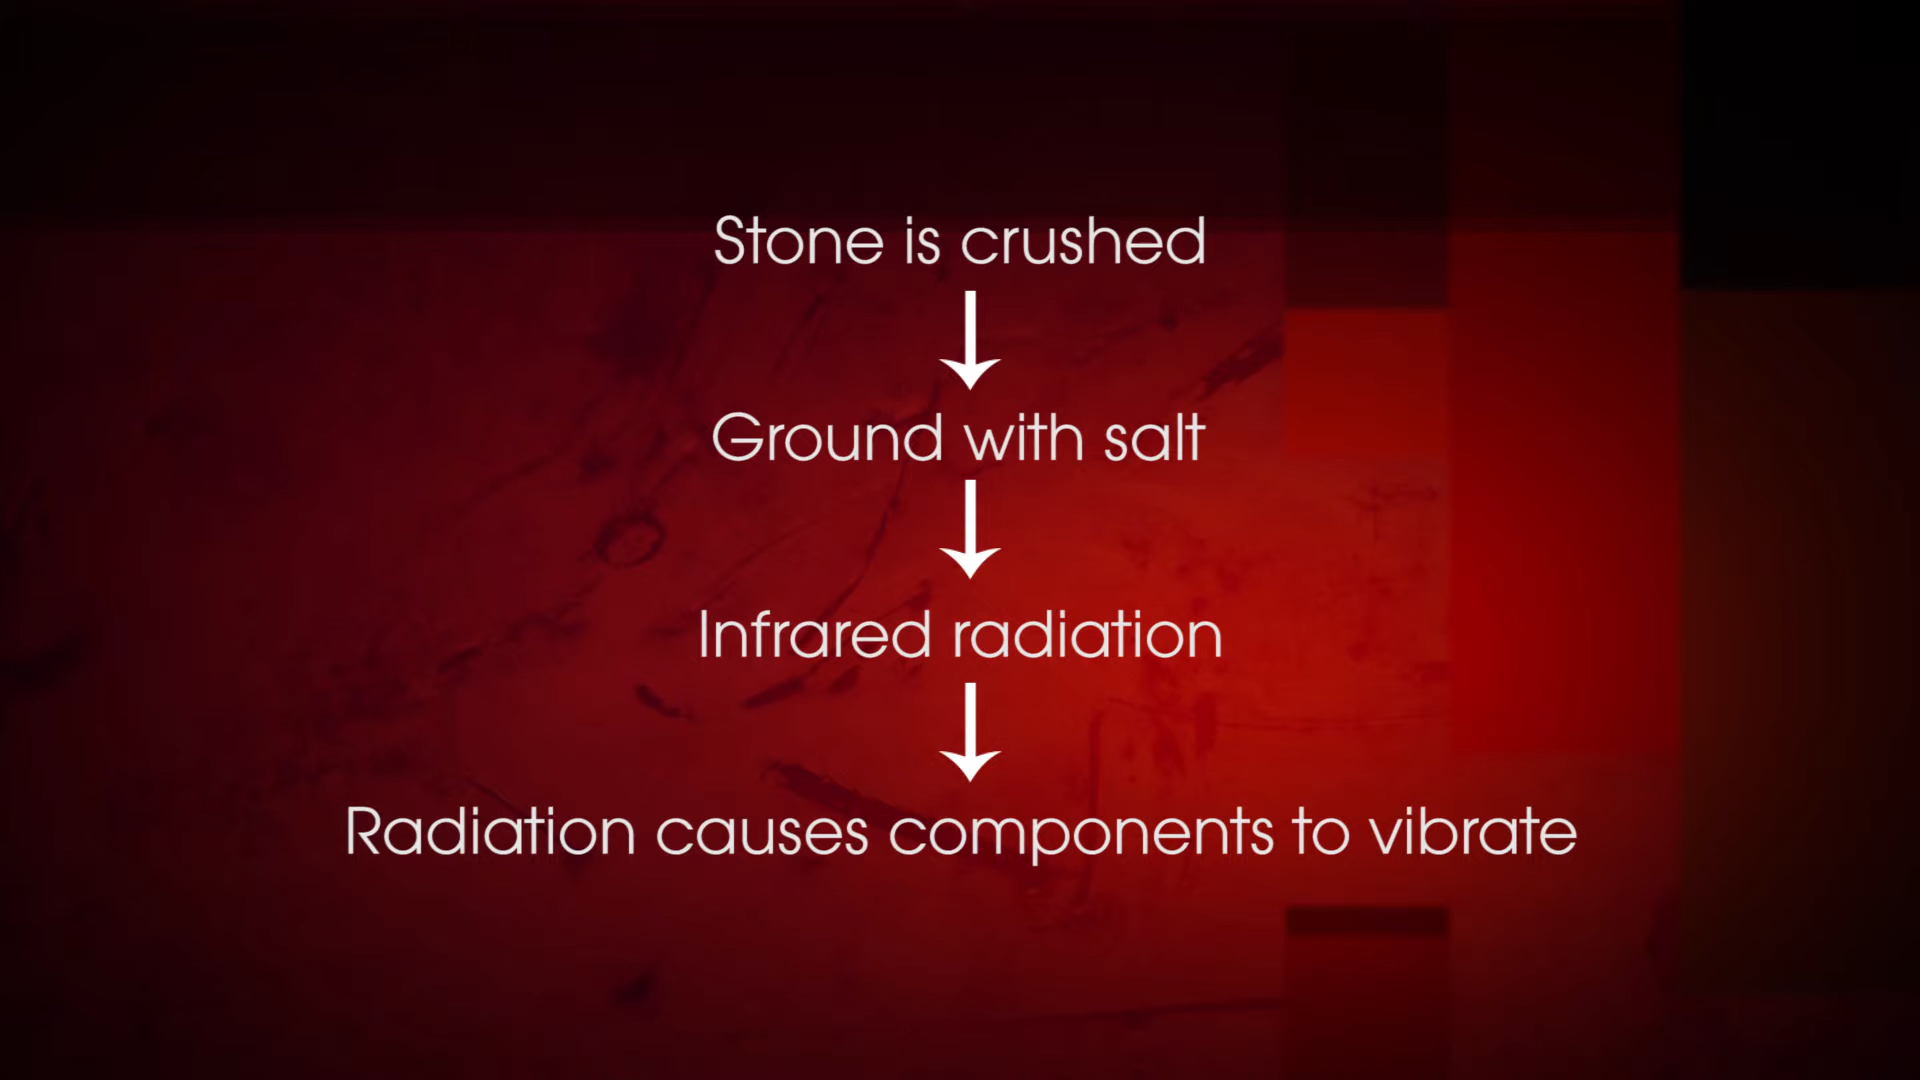 Stone is crushed
Ground with salt
Infrared radiation
Radiation causes components to vibrate